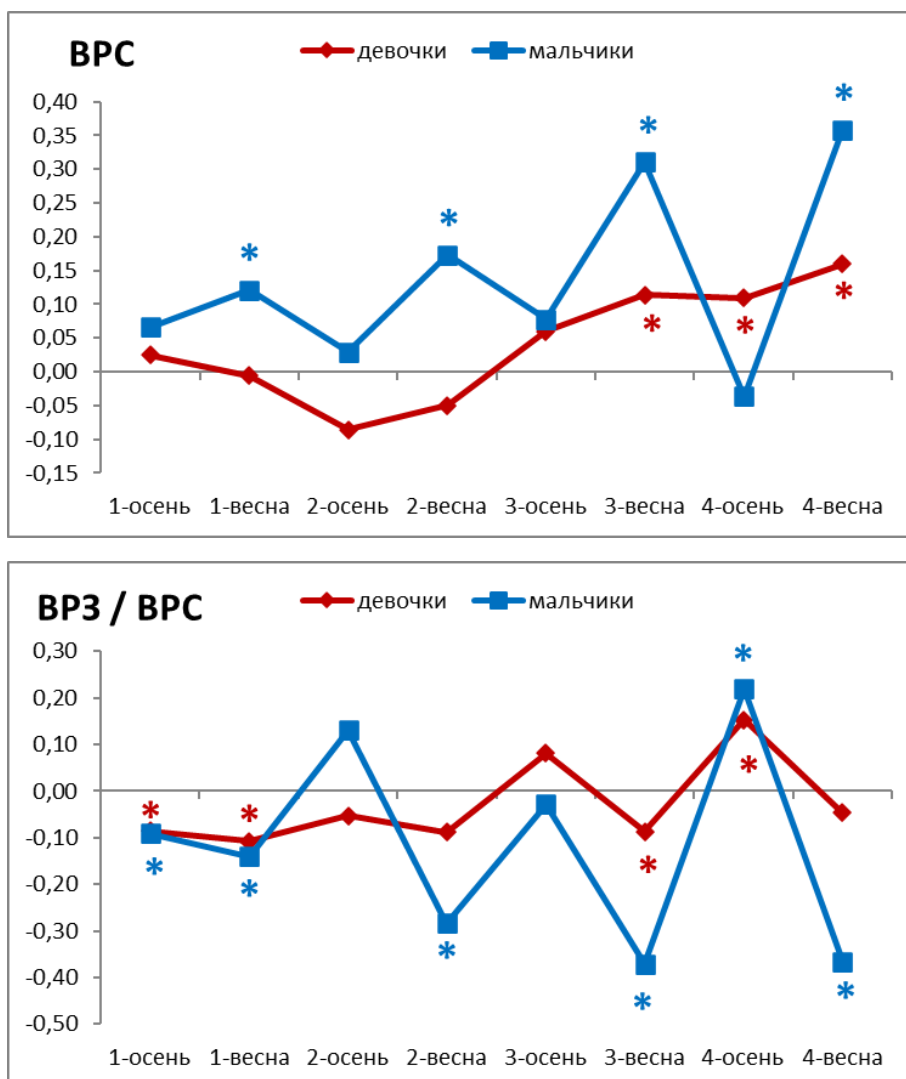 ВРС
девочки мальчики
0,40
0,35
0,30
0,25
0,20
0,15
0,10
0,05
0,00
-0,05
-0,10
-0,15
* * * *
* * *
1-осень 1-весна 2-осень 2-весна 3-осень 3-весна 4-осень 4-весна
ВРЗ / ВРС
девочки мальчики
0,30
0,20
0,10
0,00
-0,10
-0,20
-0,30
-0,40
-0,50
* * * *
* * * * *
1-осень 1-весна 2-осень 2-весна 3-осень 3-весна 4-осень 4-весна